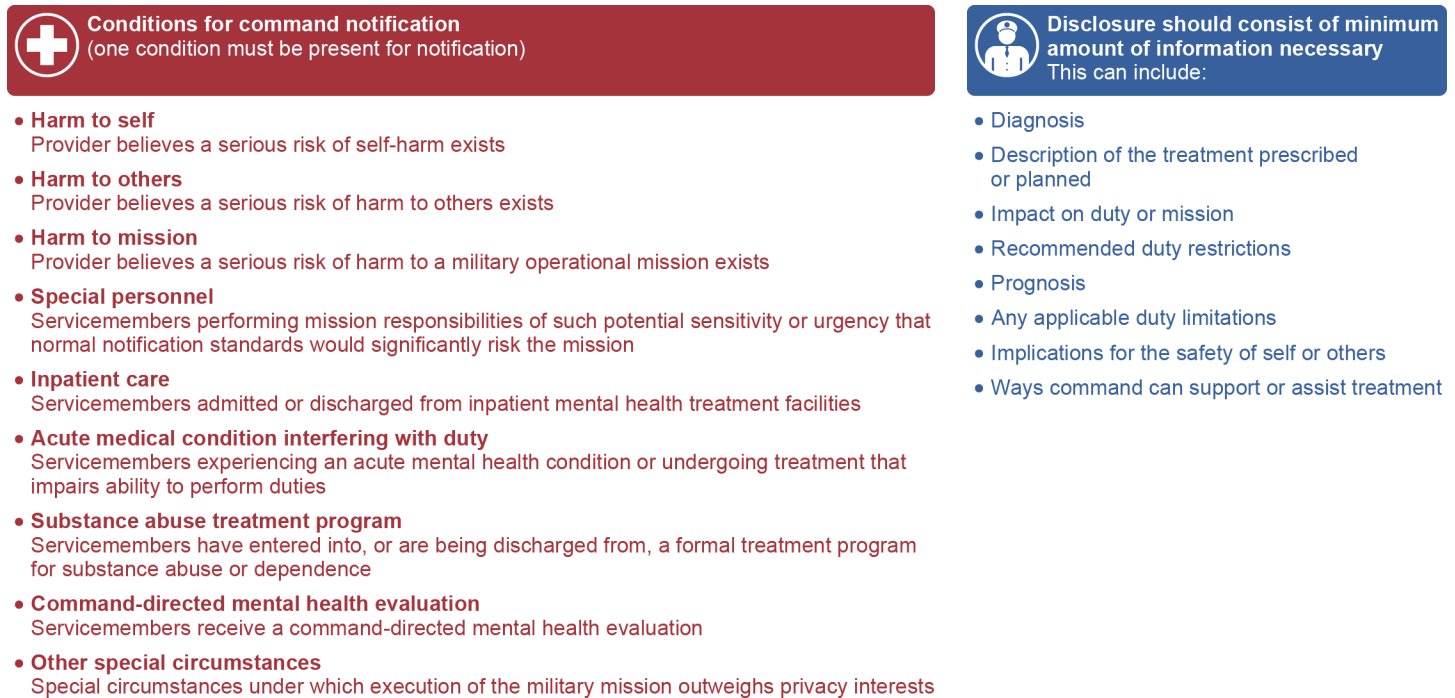 Conditions for command notification
(one condition must be present for notification)
• Harm to self
Provider believes a serious risk of self-harm exists
• Harm to others
Provider believes a serious risk of harm to others exists
• Harm to mission
Provider believes a serious risk of harm to a military operational mission exists
• Special personnel
Servicemembers performing mission responsibilities of such potential sensitivity or urgency that
normal notification standards would significantly risk the mission
• Inpatient care
Servicemembers admitted or discharged from inpatient mental health treatment facilities
• Acute medical condition interfering with duty
Servicemembers experiencing an acute mental health condition or undergoing treatment that
impairs ability to perform duties
• Substance abuse treatment program
Servicemembers have entered into, or are being discharged from, a formal treatment program
for substance abuse or dependence
• Command-directed mental health evaluation
Servicemembers receive a command-directed mental health evaluation
• Other special circumstances
Special circumstances under which execution of the military mission outweighs privacy interests
Disclosure should consist of minimum
amount of information necessary
This can include:
• Diagnosis
• Description of the treatment prescribed
or planned
• Impact on duty or mission
• Recommended duty restrictions
• Prognosis
• Any applicable duty limitations
• Implications for the safety of self or others
• Ways command can support or assist treatment